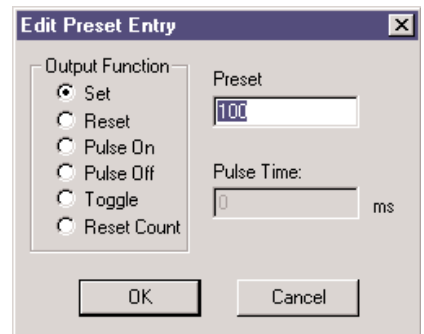 Edit Preset Entry
Output Function
Set
Reset
Pulse On
Pulse Off
Toggle
Reset Count
Preset
100
Pulse Time:
0
ms
OK
Cancel